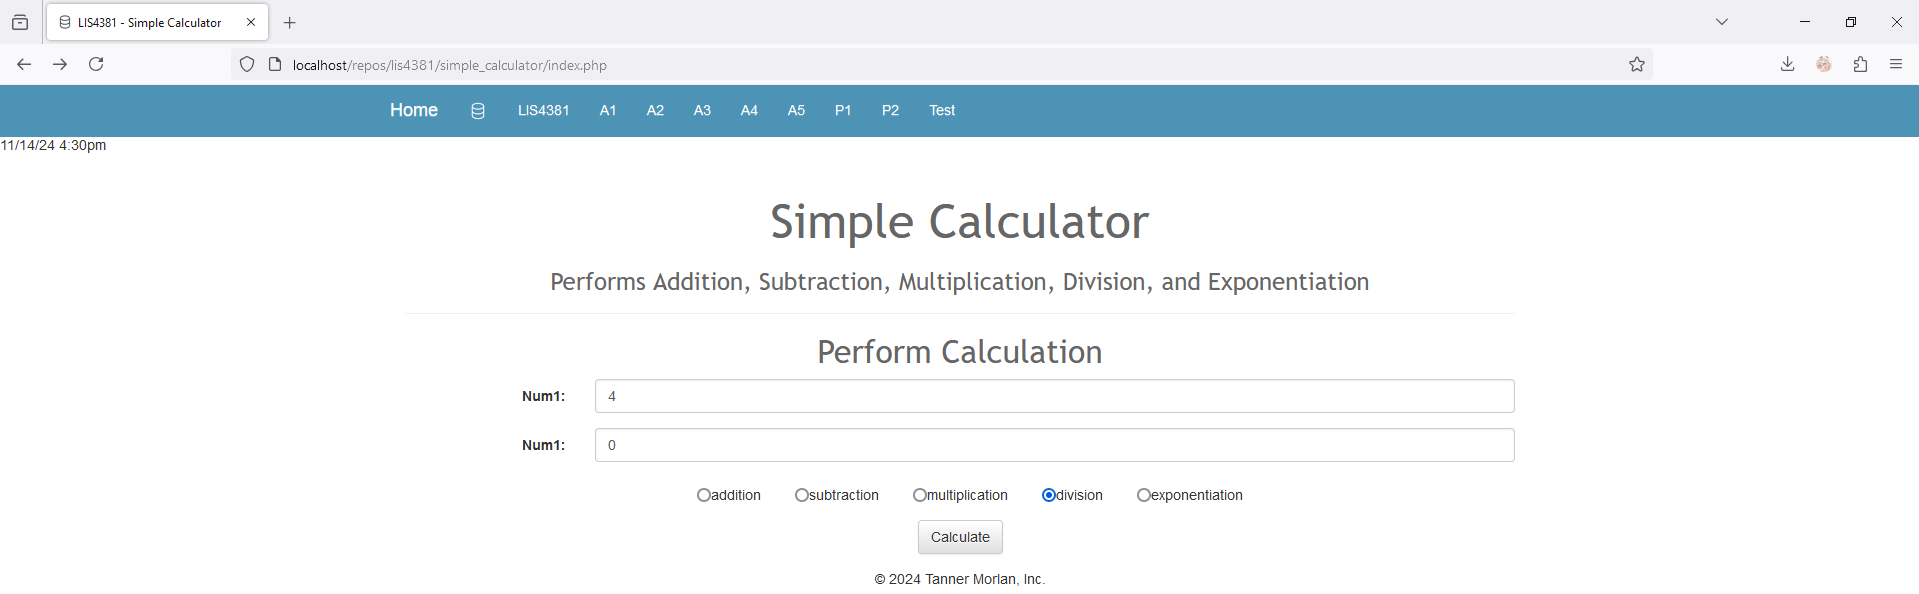 LIS4381 - Simple Calculator
localhost/repos/lis4381/simple_calculator/index.php
Home LIS4381 A1 A2 A3 A4 A5 P1 P2 Test
11/14/24 4:30pm
Simple Calculator
Performs Addition, Subtraction, Multiplication, Division, and Exponentiation
Perform Calculation
Num1: 4
Num1: 0
addition subtraction multiplication division exponentiation
Calculate
© 2024 Tanner Morlan, Inc.